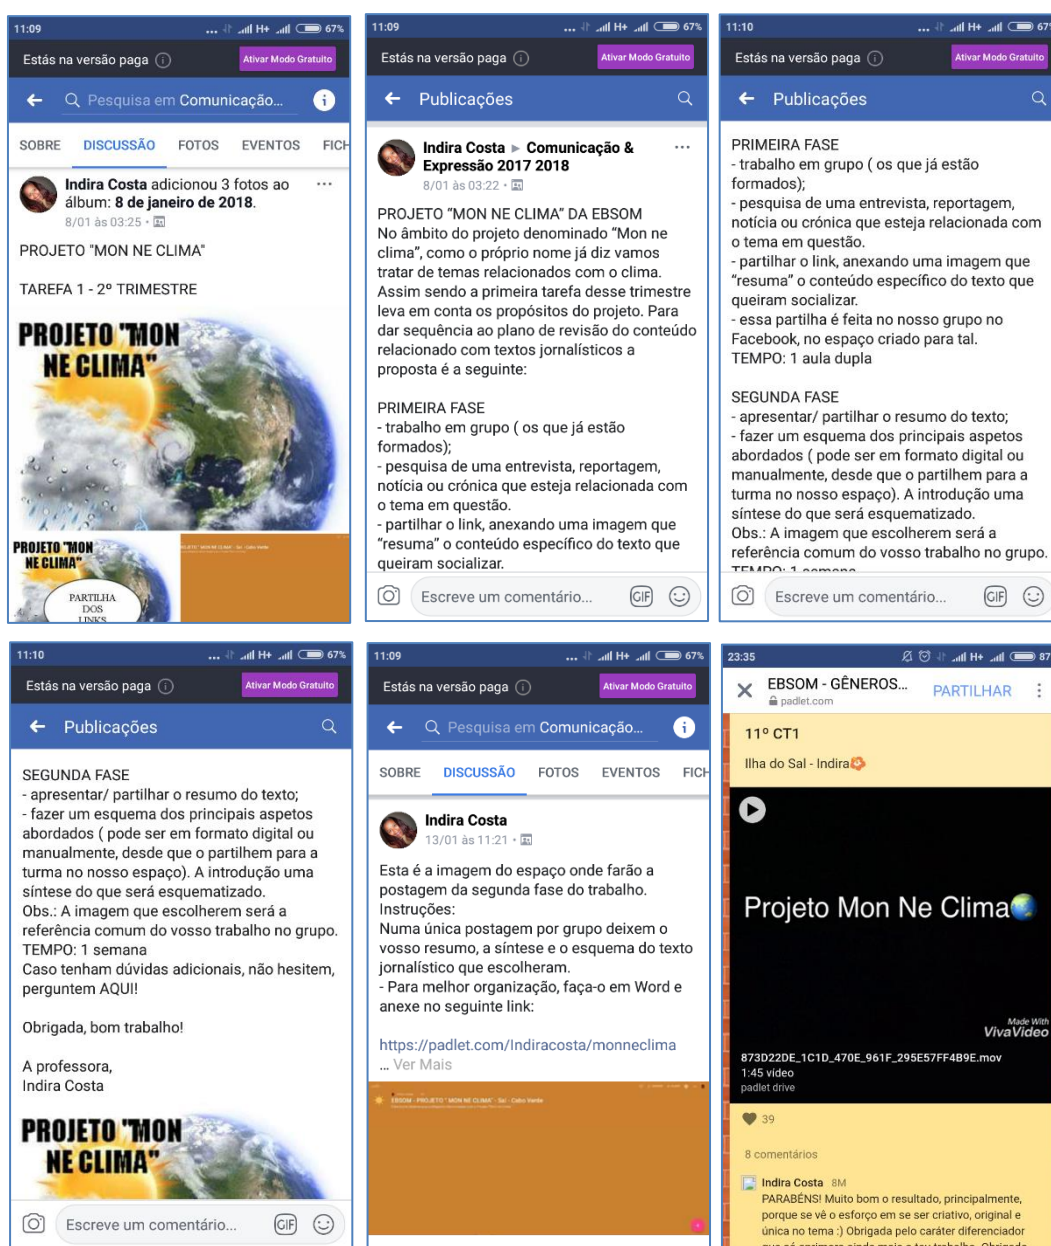 11:09
... H+ 67%
Estás na versão paga
Ativar Modo Gratuito
Pesquisa em Comunicação...
SOBRE DISCUSSÃO FOTOS EVENTOS FICH
Indira Costa adicionou 3 fotos ao
álbum: 8 de janeiro de 2018.
8/01 às 03:25
PROJETO "MON NE CLIMA"
TAREFA 1 - 2º TRIMESTRE
PROJETO "MON
NE CLIMA"
PROJETO "MON
NE CLIMA"
PARTILHA
DOS
LINKS
11:09
... H+ 67%
Estás na versão paga
Ativar Modo Gratuito
Publicações
Indira Costa ▶ Comunicação &
Expressão 2017 2018
8/01 às 03:22
PROJETO “MON NE CLIMA” DA EBSOM
No âmbito do projeto denominado “Mon ne
clima”, como o próprio nome já diz vamos
tratar de temas relacionados com o clima.
Assim sendo a primeira tarefa desse trimestre
leva em conta os propósitos do projeto. Para
dar sequência ao plano de revisão do conteúdo
relacionado com textos jornalísticos a
proposta é a seguinte:
PRIMEIRA FASE
- trabalho em grupo ( os que já estão
formados);
- pesquisa de uma entrevista, reportagem,
notícia ou crónica que esteja relacionada com
o tema em questão.
- partilhar o link, anexando uma imagem que
“resuma” o conteúdo específico do texto que
queiram socializar.
Escreve um comentário...
GIF
11:10
... H+ 67%
Estás na versão paga
Ativar Modo Gratuito
Publicações
PRIMEIRA FASE
- trabalho em grupo ( os que já estão
formados);
- pesquisa de uma entrevista, reportagem,
notícia ou crónica que esteja relacionada com
o tema em questão.
- partilhar o link, anexando uma imagem que
“resuma” o conteúdo específico do texto que
queiram socializar.
- essa partilha é feita no nosso grupo no
Facebook, no espaço criado para tal.
TEMPO: 1 aula dupla
SEGUNDA FASE
- apresentar/ partilhar o resumo do texto;
- fazer um esquema dos principais aspetos
abordados ( pode ser em formato digital ou
manualmente, desde que o partilhem para a
turma no nosso espaço). A introdução uma
síntese do que será esquematizado.
Obs.: A imagem que escolherem será a
referência comum do vosso trabalho no grupo.
TEMPO: 1 semana
Escreve um comentário...
GIF
11:10
... H+ 67%
Estás na versão paga
Ativar Modo Gratuito
Publicações
SEGUNDA FASE
- apresentar/ partilhar o resumo do texto;
- fazer um esquema dos principais aspetos
abordados ( pode ser em formato digital ou
manualmente, desde que o partilhem para a
turma no nosso espaço). A introdução uma
síntese do que será esquematizado.
Obs.: A imagem que escolherem será a
referência comum do vosso trabalho no grupo.
TEMPO: 1 semana
Caso tenham dúvidas adicionais, não hesitem,
perguntem AQUI!
Obrigada, bom trabalho!
A professora,
Indira Costa
PROJETO "MON
NE CLIMA"
Escreve um comentário...
GIF
11:09
... H+ 67%
Estás na versão paga
Ativar Modo Gratuito
Pesquisa em Comunicação...
SOBRE DISCUSSÃO FOTOS EVENTOS FICH
Indira Costa
13/01 às 11:21
Esta é a imagem do espaço onde farão a
postagem da segunda fase do trabalho.
Instruções:
Numa única postagem por grupo deixem o
vosso resumo, a síntese e o esquema do texto
jornalístico que escolheram.
- Para melhor organização, faça-o em Word e
anexe no seguinte link:
https://padlet.com/Indiracosta/monneclima
... Ver Mais
EBSOM - PROJETO " MON NE CLIMA" - Sal - Cabo Verde
23:35
H+ 87
EBSOM - GÊNEROS...
padlet.com
PARTILHAR
11º CT1
Ilha do Sal - Indira
Projeto Mon Ne Clima
Made With
VivaVideo
873D22DE_1C1D_470E_961F_295E57FF4B9E.mov
1:45 vídeo
padlet drive
39
8 comentários
Indira Costa 8M
PARABÉNS! Muito bom o resultado, principalmente,
porque se vê o esforço em se ser criativo, original e
única no tema :) Obrigada pelo caráter diferenciador